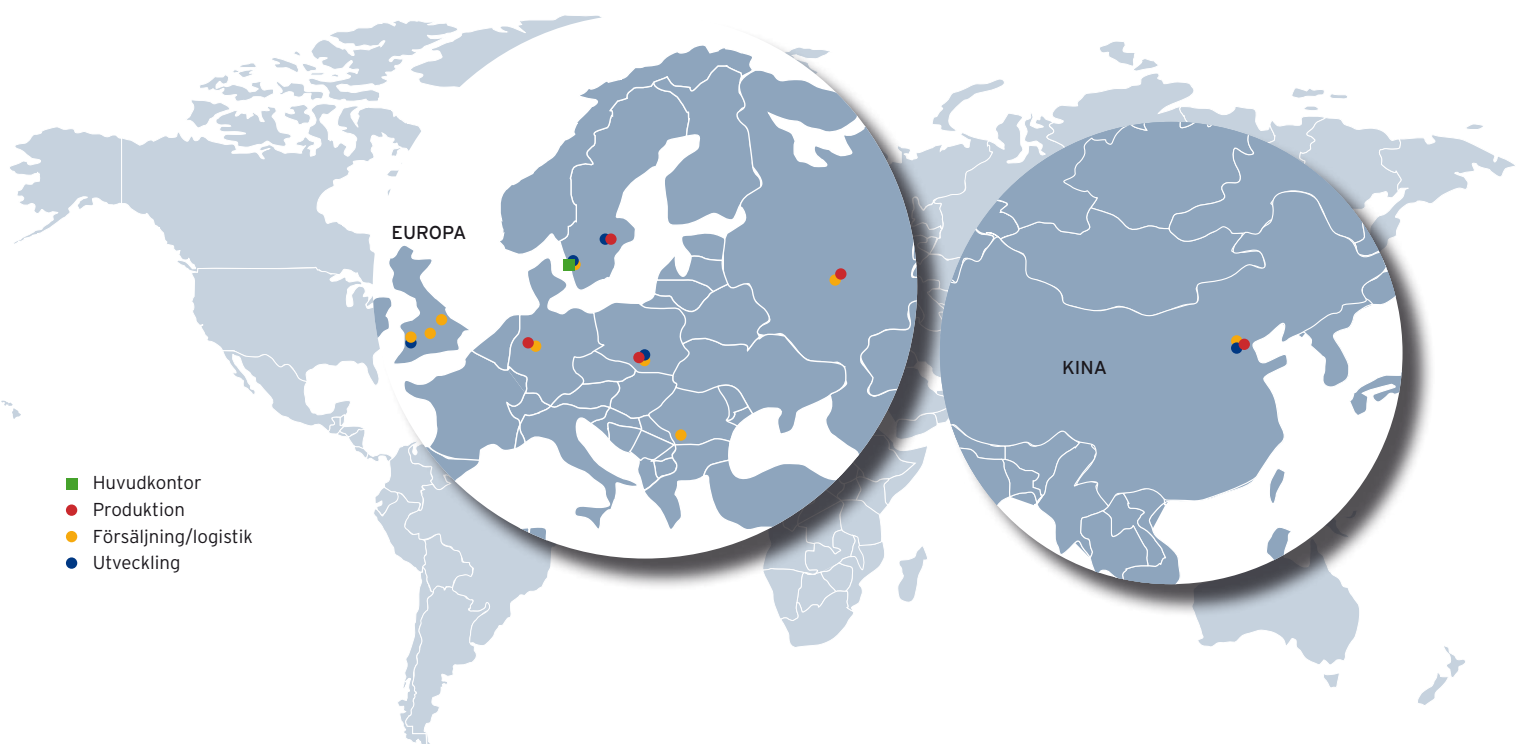 EUROPA
KINA
Huvudkontor
Produktion
Försäljning/logistik
Utveckling